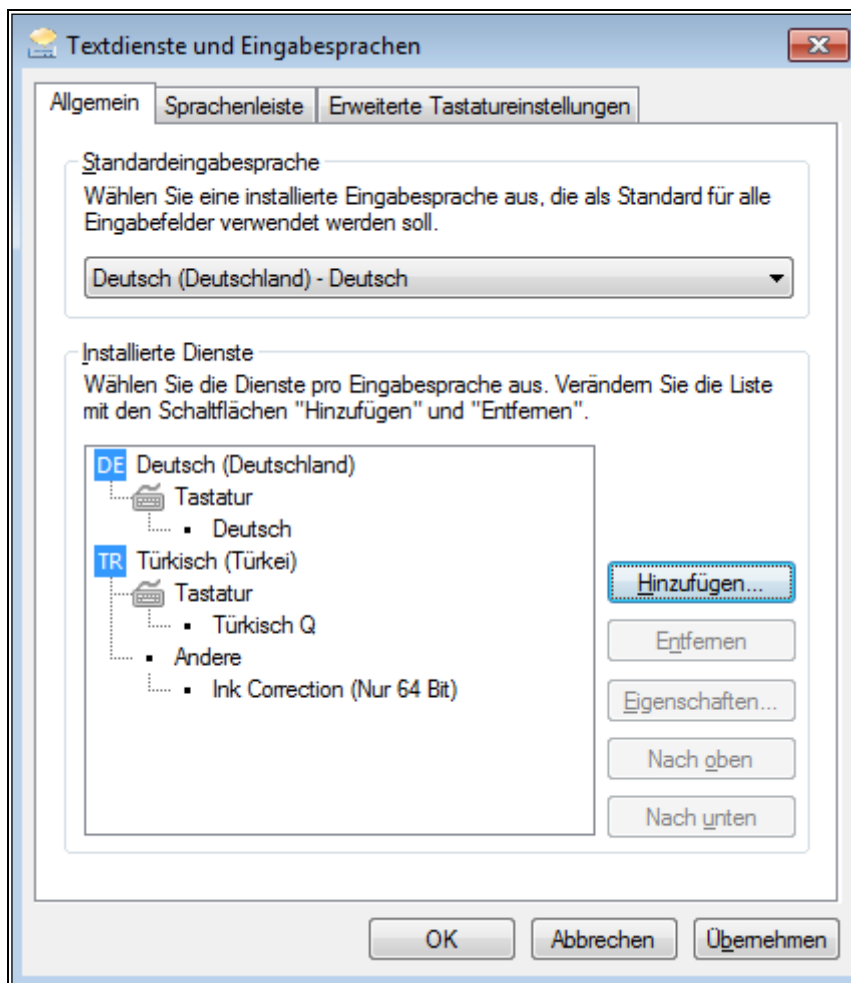 Textdienste und Eingabesprachen
Allgemein Sprachenleiste Erweiterte Tastatureinstellungen
Standardeingabesprache
Wählen Sie eine installierte Eingabesprache aus, die als Standard für alle
Eingabefelder verwendet werden soll.
Deutsch (Deutschland) - Deutsch
Installierte Dienste
Wählen Sie die Dienste pro Eingabesprache aus. Verändern Sie die Liste
mit den Schaltflächen "Hinzufügen" und "Entfernen".
DE Deutsch (Deutschland)
Tastatur
Deutsch
TR Türkisch (Türkei)
Tastatur
Türkisch Q
Andere
Ink Correction (Nur 64 Bit)
Hinzufügen...
Entfernen
Eigenschaften...
Nach oben
Nach unten
OK Abbrechen Übernehmen